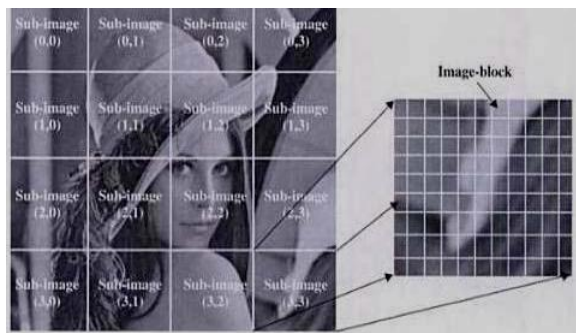 Sub-image Sub-image Sub-image Sub-image
(0,0) (0,1) (0,2) (0,3)
Image-block
Sub-image Sub-image Sub-image Sub-image
(1,0) (1,1) (1,2) (1,3)
Sub-image Sub-image Sub-image Sub-image
(2,0) (2,1) (2,2) (2,3)
Sub-image Sub-image Sub-image Sub-image
(3,0) (3,1) (3,2) (3,3)